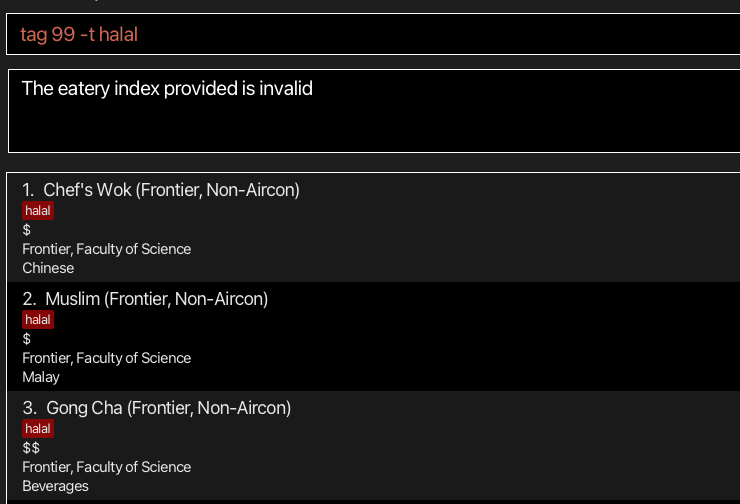 tag 99 -t halal
The eatery index provided is invalid
1. Chef's Wok (Frontier, Non-Aircon)
halal
$
Frontier, Faculty of Science
Chinese
2. Muslim (Frontier, Non-Aircon)
halal
$
Frontier, Faculty of Science
Malay
3. Gong Cha (Frontier, Non-Aircon)
halal
$$
Frontier, Faculty of Science
Beverages